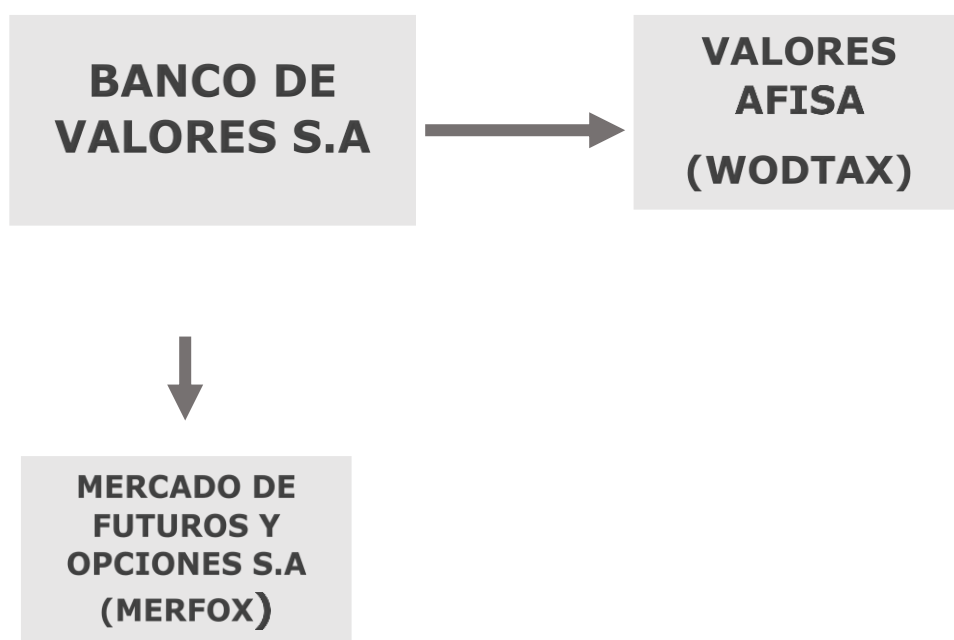 BANCO DE
VALORES S.A
VALORES
AFISA
(WODTAX)
MERCADO DE
FUTUROS Y
OPCIONES S.A
(MERFOX)